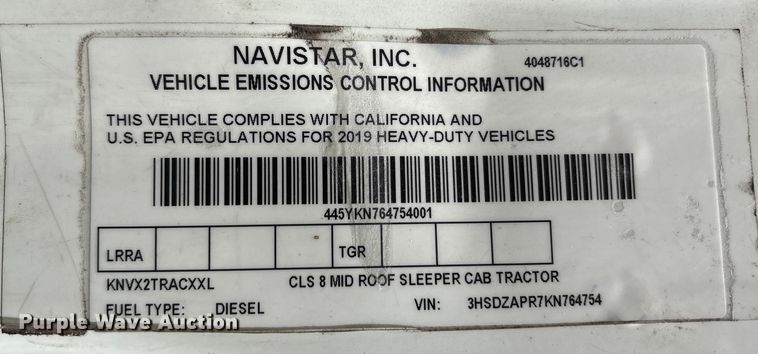 NAVISTAR, INC.
4048716C1
VEHICLE EMISSIONS CONTROL INFORMATION
THIS VEHICLE COMPLIES WITH CALIFORNIA AND
U.S. EPA REGULATIONS FOR 2019 HEAVY-DUTY VEHICLES
445YKN764754001
LRRA TGR
KNVX2TRACXXL CLS 8 MID ROOF SLEEPER CAB TRACTOR
FUEL TYPE: DIESEL VIN: 3HSDZAPR7KN764754
Purple Wave Auction